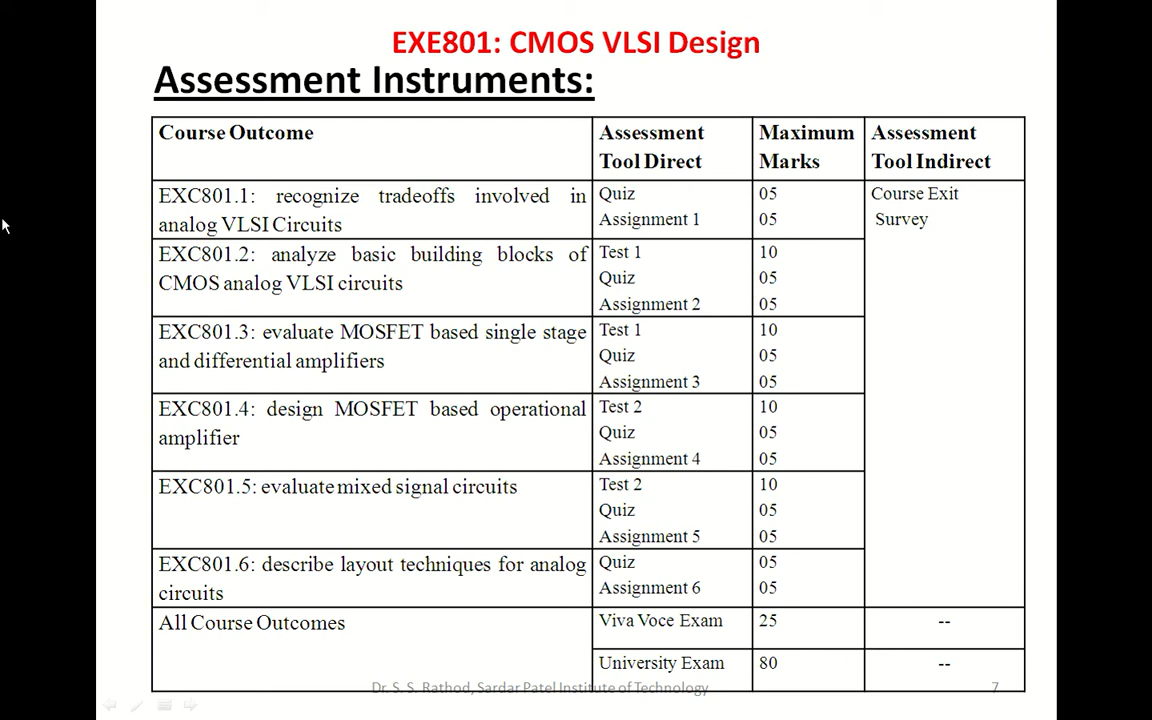 EXE801: CMOS VLSI Design
Assessment Instruments:
Course Outcome
Assessment Tool Direct
Maximum Marks
Assessment Tool Indirect
EXC801.1: recognize tradeoffs involved in
analog VLSI Circuits
Quiz 05
Assignment 1 05
Course Exit
Survey
EXC801.2: analyze basic building blocks of
CMOS analog VLSI circuits
Test 1 10
Quiz 05
Assignment 2 05
EXC801.3: evaluate MOSFET based single stage
and differential amplifiers
Test 1 10
Quiz 05
Assignment 3 05
EXC801.4: design MOSFET based operational
amplifier
Test 2 10
Quiz 05
Assignment 4 05
EXC801.5: evaluate mixed signal circuits
Test 2 10
Quiz 05
Assignment 5 05
EXC801.6: describe layout techniques for analog
circuits
Quiz 05
Assignment 6 05
All Course Outcomes
Viva Voce Exam 25 --
University Exam 80 --
Dr. S. S. Rathod, Sardar Patel Institute of Technology 7